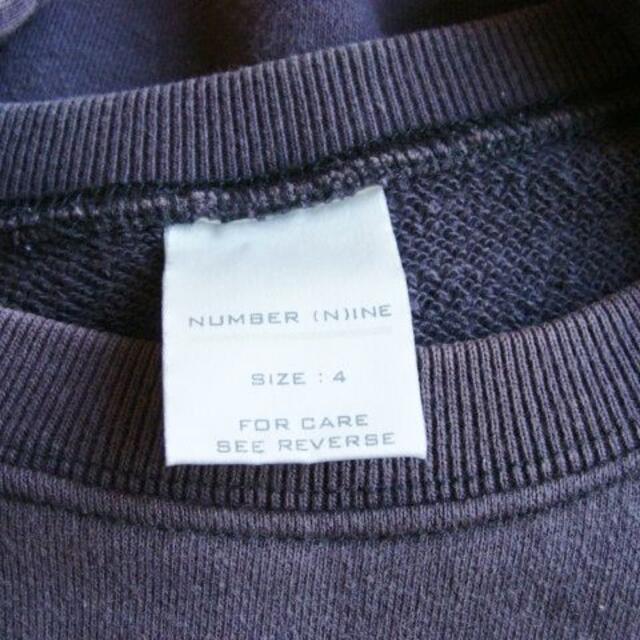 NUMBER (N)INE
SIZE : 4
FOR CARE
SEE REVERSE